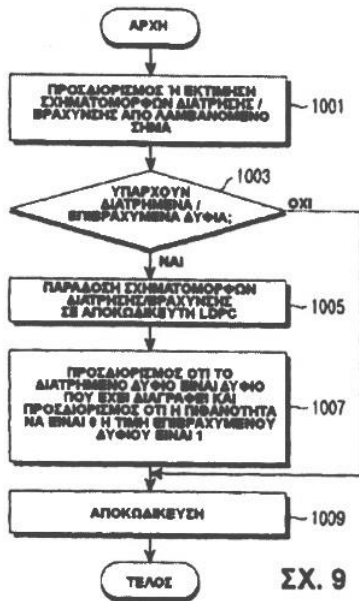 ΑΡΧΗ
ΠΡΟΣΔΙΟΡΙΣΜΟΣ Ή ΕΚΤΙΜΗΣΗ
ΣΧΗΜΑΤΟΜΟΡΦΩΝ ΔΙΑΤΡΗΣΗΣ /
ΒΡΑΧΥΝΣΗΣ ΑΠΟ ΛΑΜΒΑΝΟΜΕΝΟ
ΣΗΜΑ
1001
1003
ΥΠΑΡΧΟΥΝ
ΔΙΑΤΡΗΜΕΝΑ /
ΕΠΙΒΡΑΧΥΜΕΝΑ ΔΥΦΙΑ;
ΟΧΙ
ΝΑΙ
ΠΑΡΑΔΟΣΗ ΣΧΗΜΑΤΟΜΟΡΦΩΝ
ΔΙΑΤΡΗΣΗΣ/ΒΡΑΧΥΝΣΗΣ
ΣΕ ΑΠΟΚΩΔΙΚΕΥΤΗ LDPC
1005
ΠΡΟΣΔΙΟΡΙΣΜΟΣ ΟΤΙ ΤΟ
ΔΙΑΤΡΗΜΕΝΟ ΔΥΦΙΟ ΕΙΝΑΙ ΔΥΦΙΟ
ΠΟΥ ΕΧΕΙ ΔΙΑΓΡΑΦΕΙ ΚΑΙ
ΠΡΟΣΔΙΟΡΙΣΜΟΣ ΟΤΙ Η ΠΙΘΑΝΟΤΗΤΑ
ΝΑ ΕΙΝΑΙ 0 Η ΤΙΜΗ ΕΠΙΒΡΑΧΥΜΕΝΟΥ
ΔΥΦΙΟΥ ΕΙΝΑΙ 1
1007
ΑΠΟΚΩΔΙΚΕΥΣΗ
1009
ΤΕΛΟΣ
ΣΧ. 9